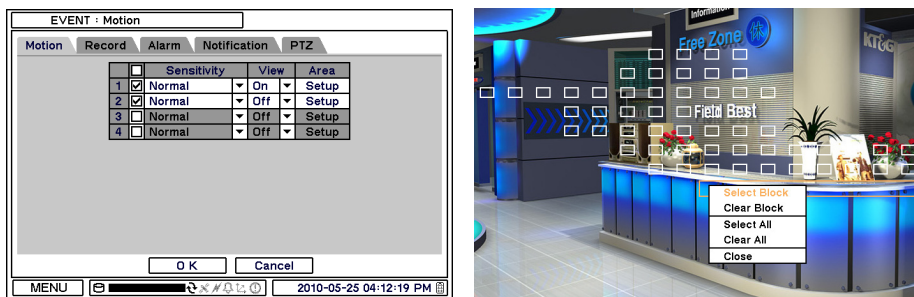 EVENT : Motion
Motion Record Alarm Notification PTZ
Sensitivity View Area
1 Normal On Setup
2 Normal Off Setup
3 Normal Off Setup
4 Normal Off Setup
OK Cancel
MENU 2010-05-25 04:12:19 PM
Information
Free Zone
KT&G
Field Best
Select Block
Clear Block
Select All
Clear All
Close